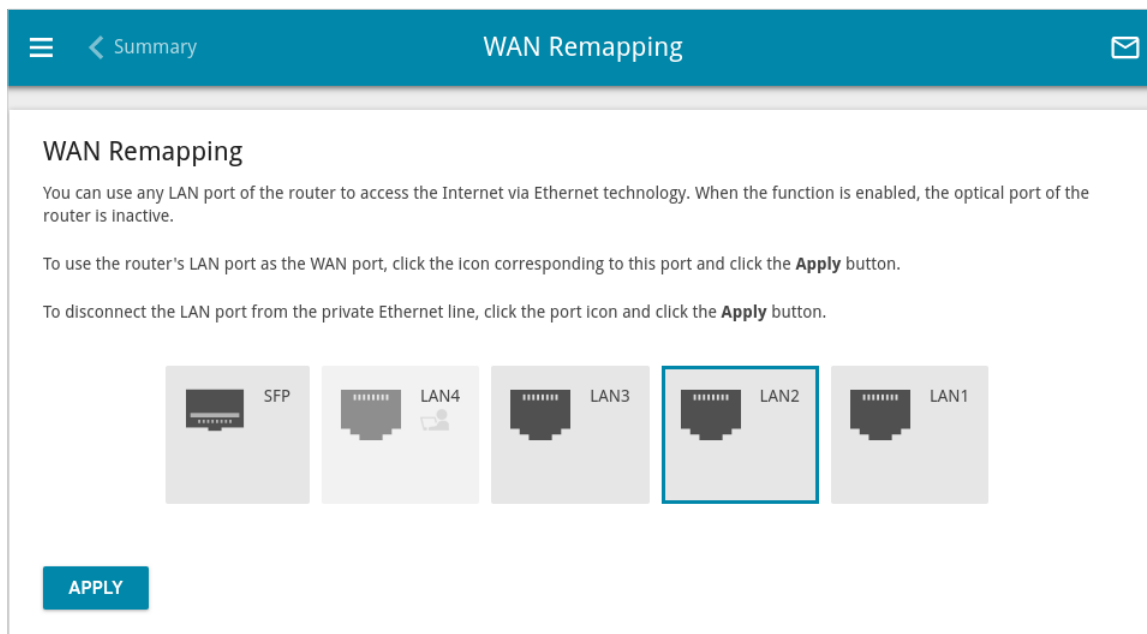 Summary
WAN Remapping
WAN Remapping
You can use any LAN port of the router to access the Internet via Ethernet technology. When the function is enabled, the optical port of the
router is inactive.
To use the router's LAN port as the WAN port, click the icon corresponding to this port and click the Apply button.
To disconnect the LAN port from the private Ethernet line, click the port icon and click the Apply button.
SFP
LAN4
LAN3
LAN2
LAN1
APPLY